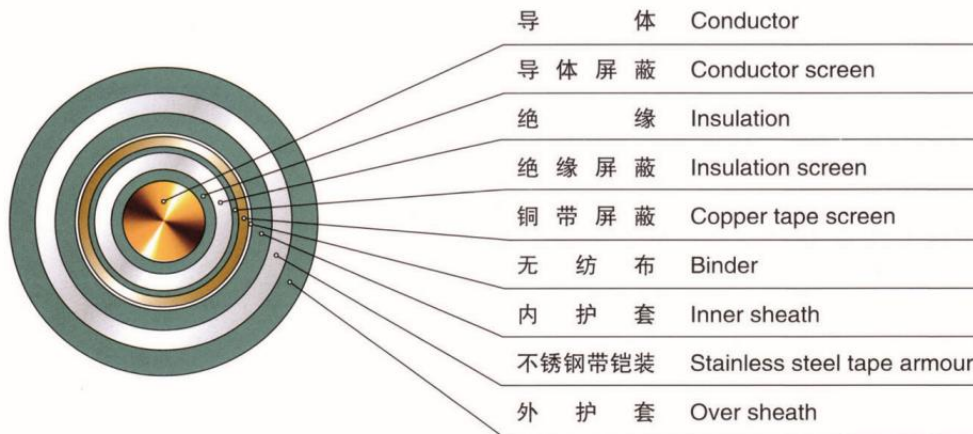 导体 Conductor
导体屏蔽 Conductor screen
绝缘 Insulation
绝缘屏蔽 Insulation screen
铜带屏蔽 Copper tape screen
无纺布 Binder
内护套 Inner sheath
不锈钢带铠装 Stainless steel tape armour
外护套 Over sheath